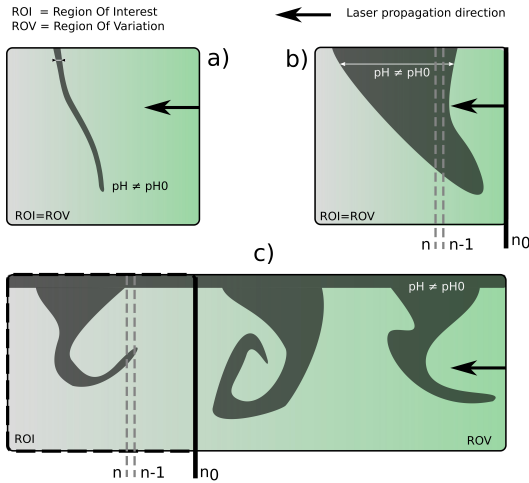 ROI = Region Of Interest
ROV = Region Of Variation
Laser propagation direction
a)
pH ≠ pH0
ROI=ROV
b)
pH ≠ pH0
ROI=ROV
n n-1 n0
c)
pH ≠ pH0
ROI
ROV
n n-1 n0